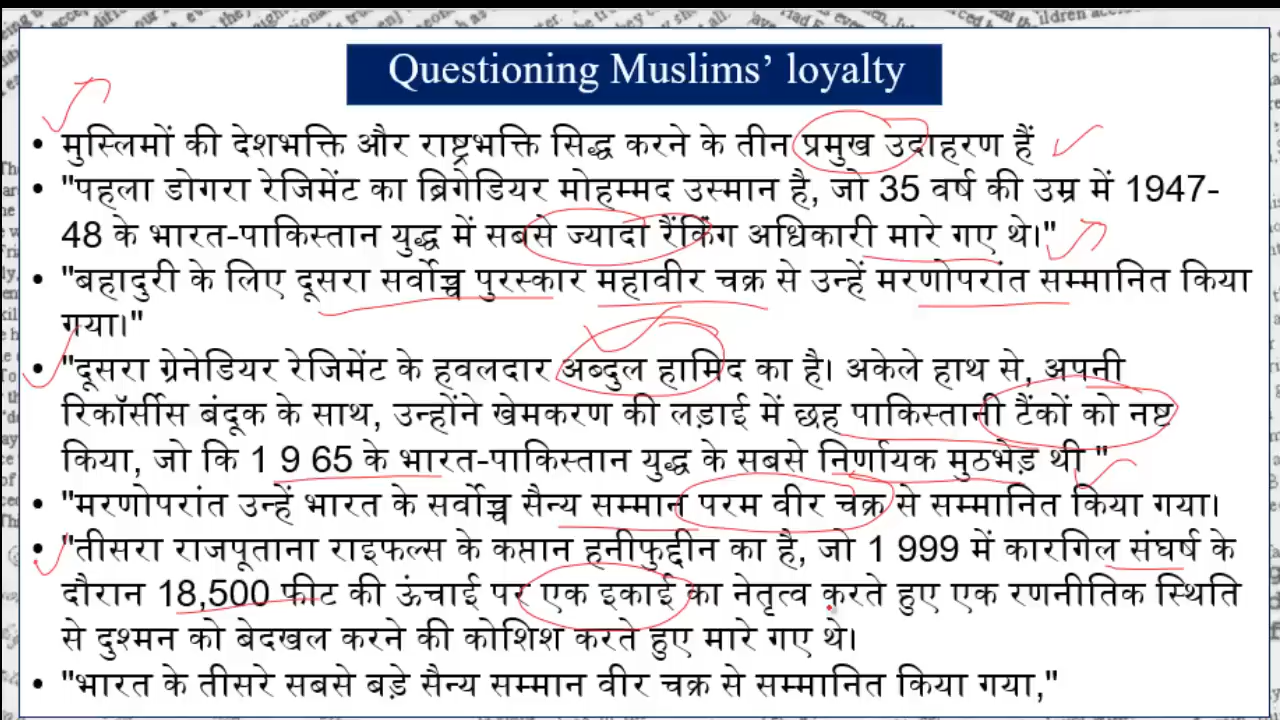 Questioning Muslims’ loyalty
• मुस्लिमों की देशभक्ति और राष्ट्रभक्ति सिद्ध करने के तीन प्रमुख उदाहरण हैं
• "पहला डोगरा रेजिमेंट का ब्रिगेडियर मोहम्मद उस्मान है, जो 35 वर्ष की उम्र में 1947-
48 के भारत-पाकिस्तान युद्ध में सबसे ज्यादा रैंकिंग अधिकारी मारे गए थे।"
• "बहादुरी के लिए दूसरा सर्वोच्च पुरस्कार महावीर चक्र से उन्हें मरणोपरांत सम्मानित किया
गया।"
• "दूसरा ग्रेनेडियर रेजिमेंट के हवलदार अब्दुल हामिद का है। अकेले हाथ से, अपनी
रिकॉर्सीस बंदूक के साथ, उन्होंने खेमकरण की लड़ाई में छह पाकिस्तानी टैंकों को नष्ट
किया, जो कि 1 9 65 के भारत-पाकिस्तान युद्ध के सबसे निर्णायक मुठभेड़ थी "
• "मरणोपरांत उन्हें भारत के सर्वोच्च सैन्य सम्मान परम वीर चक्र से सम्मानित किया गया।
• "तीसरा राजपूताना राइफल्स के कप्तान हनीफुद्दीन का है, जो 1 999 में कारगिल संघर्ष के
दौरान 18,500 फीट की ऊंचाई पर एक इकाई का नेतृत्व करते हुए एक रणनीतिक स्थिति
से दुश्मन को बेदखल करने की कोशिश करते हुए मारे गए थे।
• "भारत के तीसरे सबसे बड़े सैन्य सम्मान वीर चक्र से सम्मानित किया गया,"